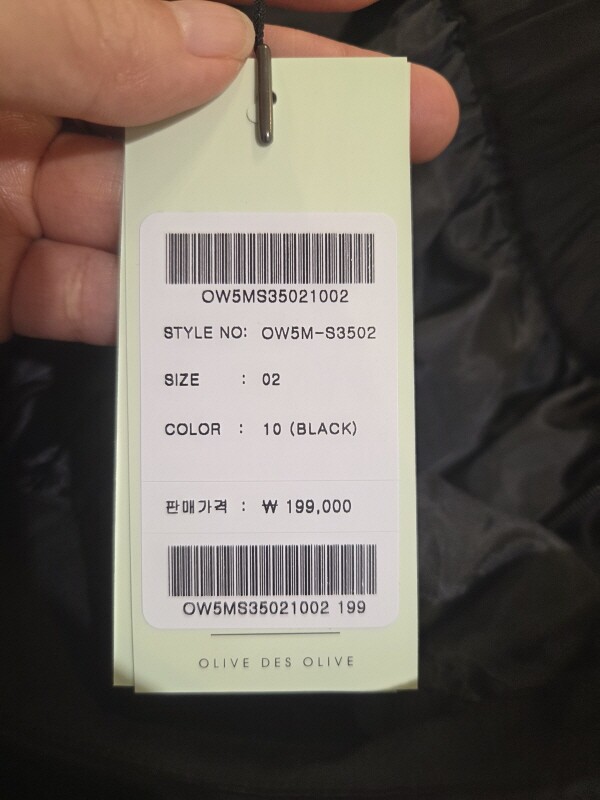 OW5MS35021002
STYLE NO: OW5M-S3502
SIZE : 02
COLOR : 10 (BLACK)
판매가격 : ₩ 199,000
OW5MS35021002 199
OLIVE DES OLIVE